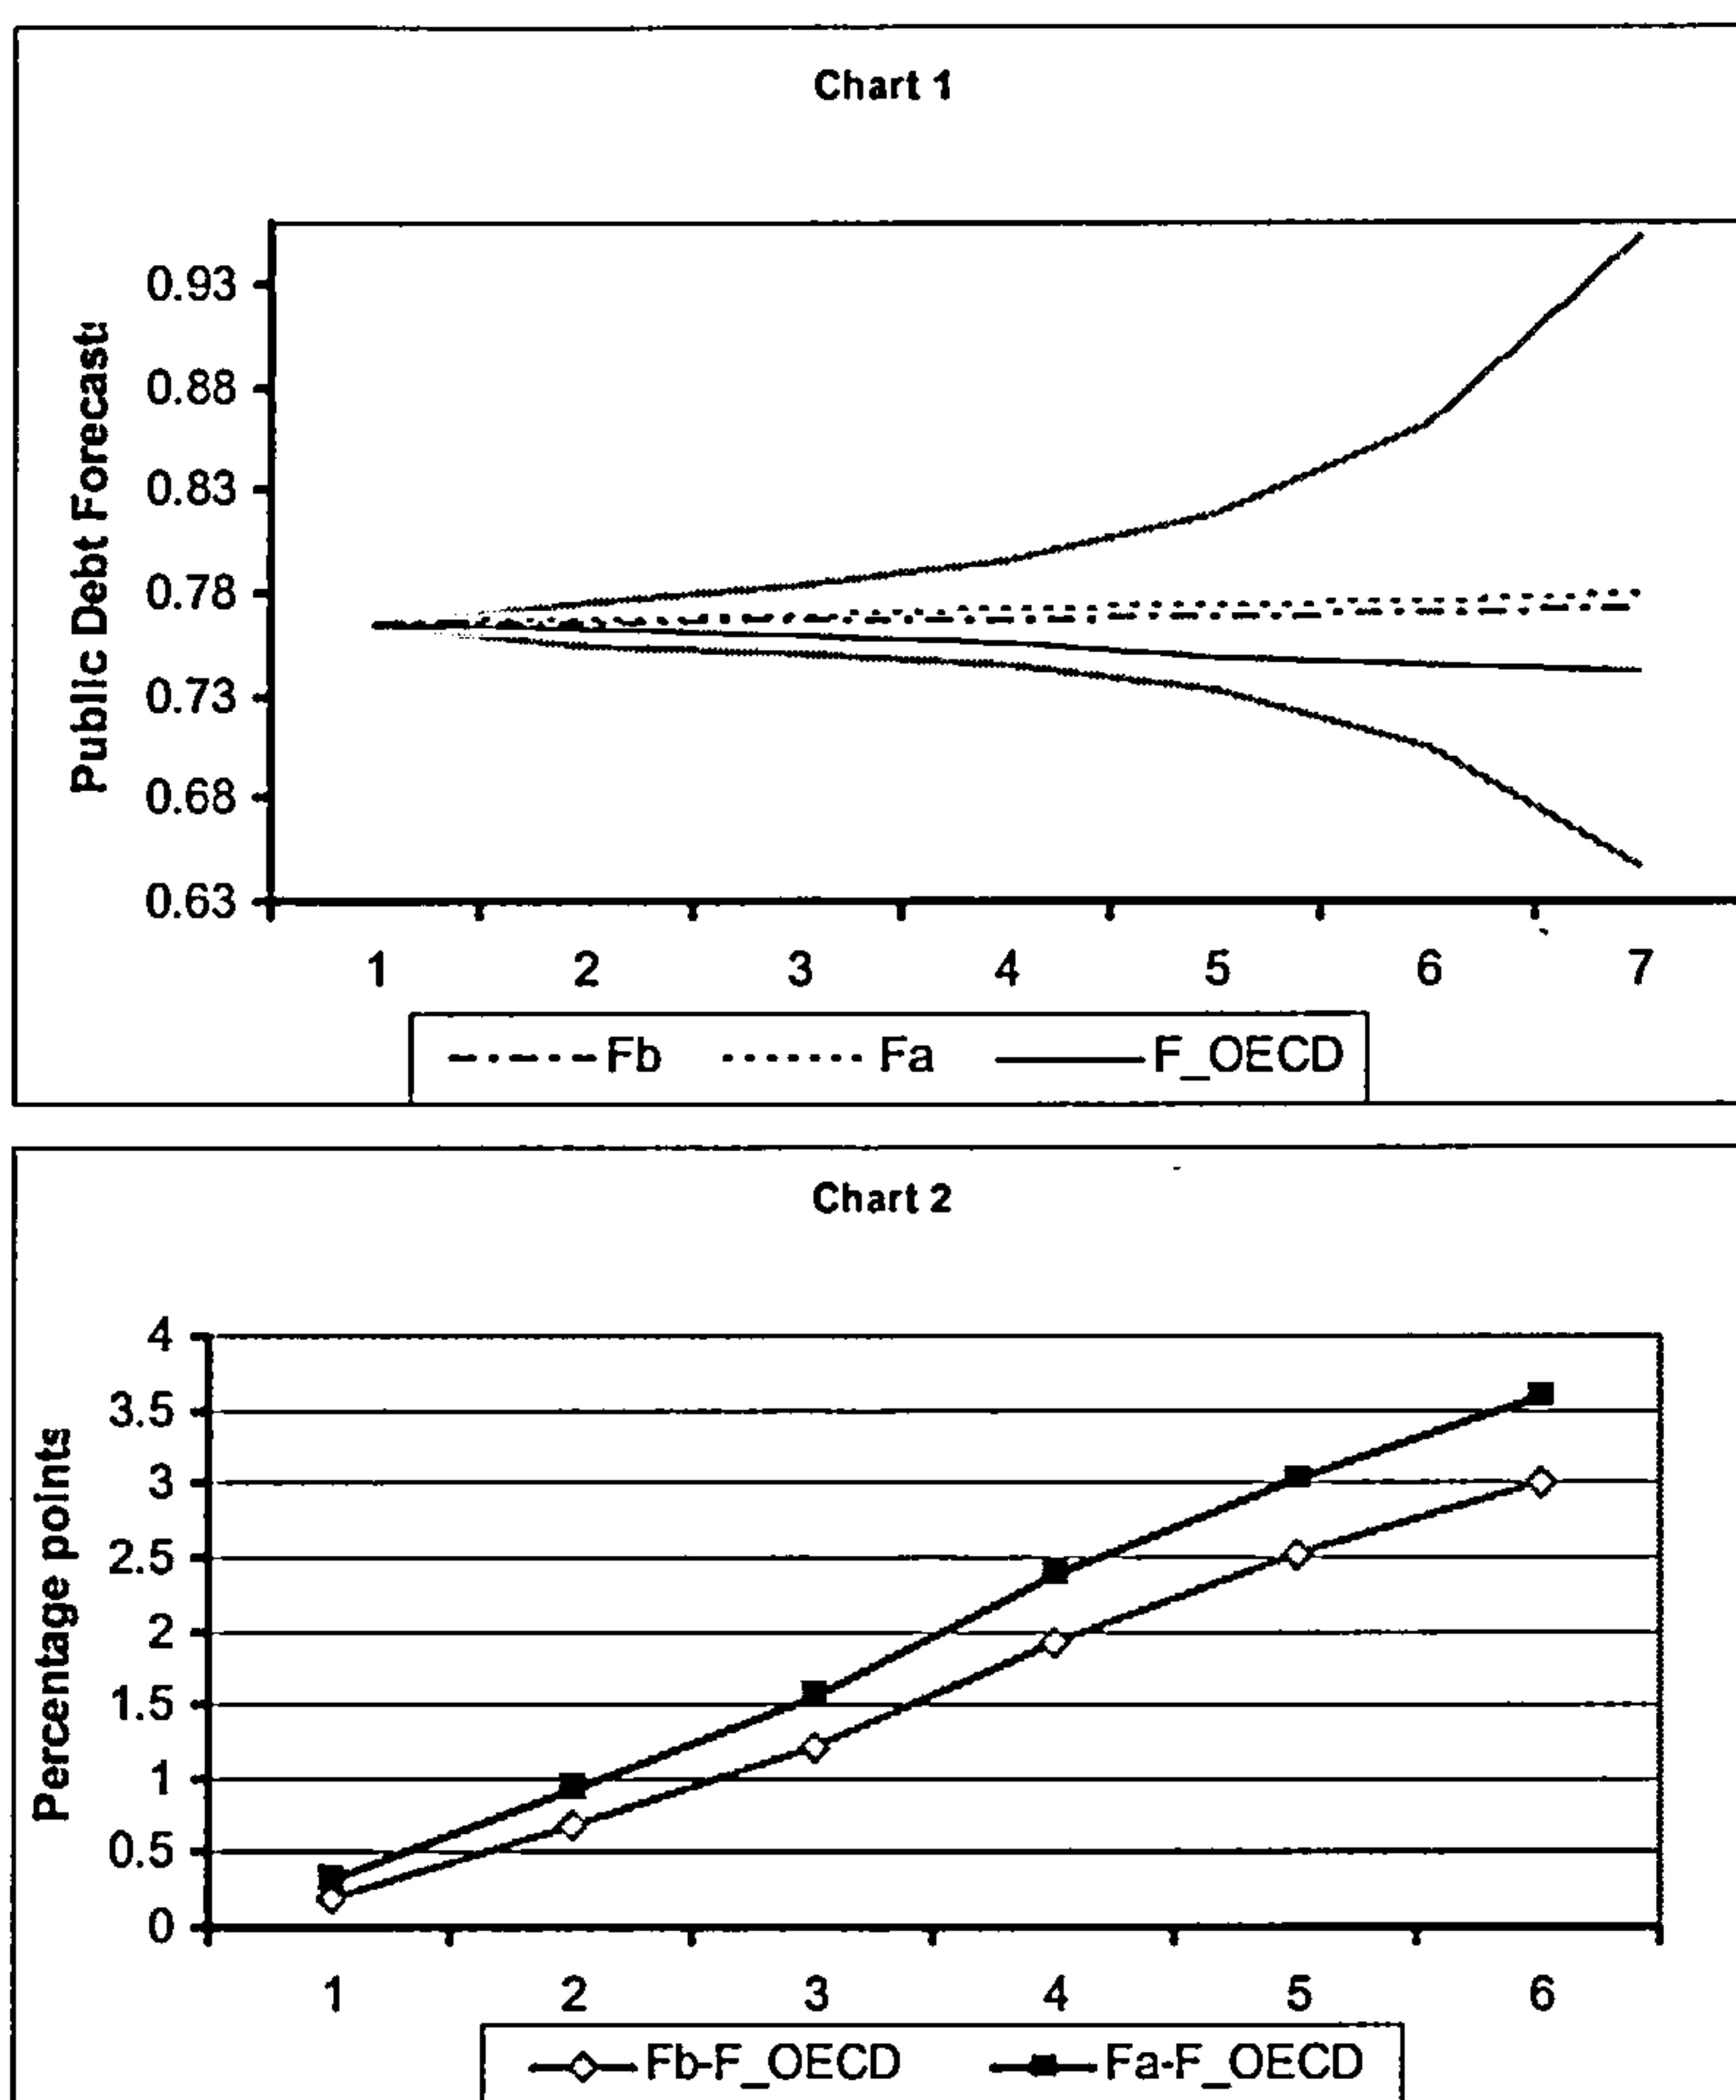 Chart 1
Public Debt Forecast
0.93
0.88
0.83
0.78
0.73
0.68
0.63
1 2 3 4 5 6 7
Fb Fa F_OECD
Chart 2
Percentage points
4
3.5
3
2.5
2
1.5
1
0.5
0
1 2 3 4 5 6
Fb-F_OECD Fa-F_OECD